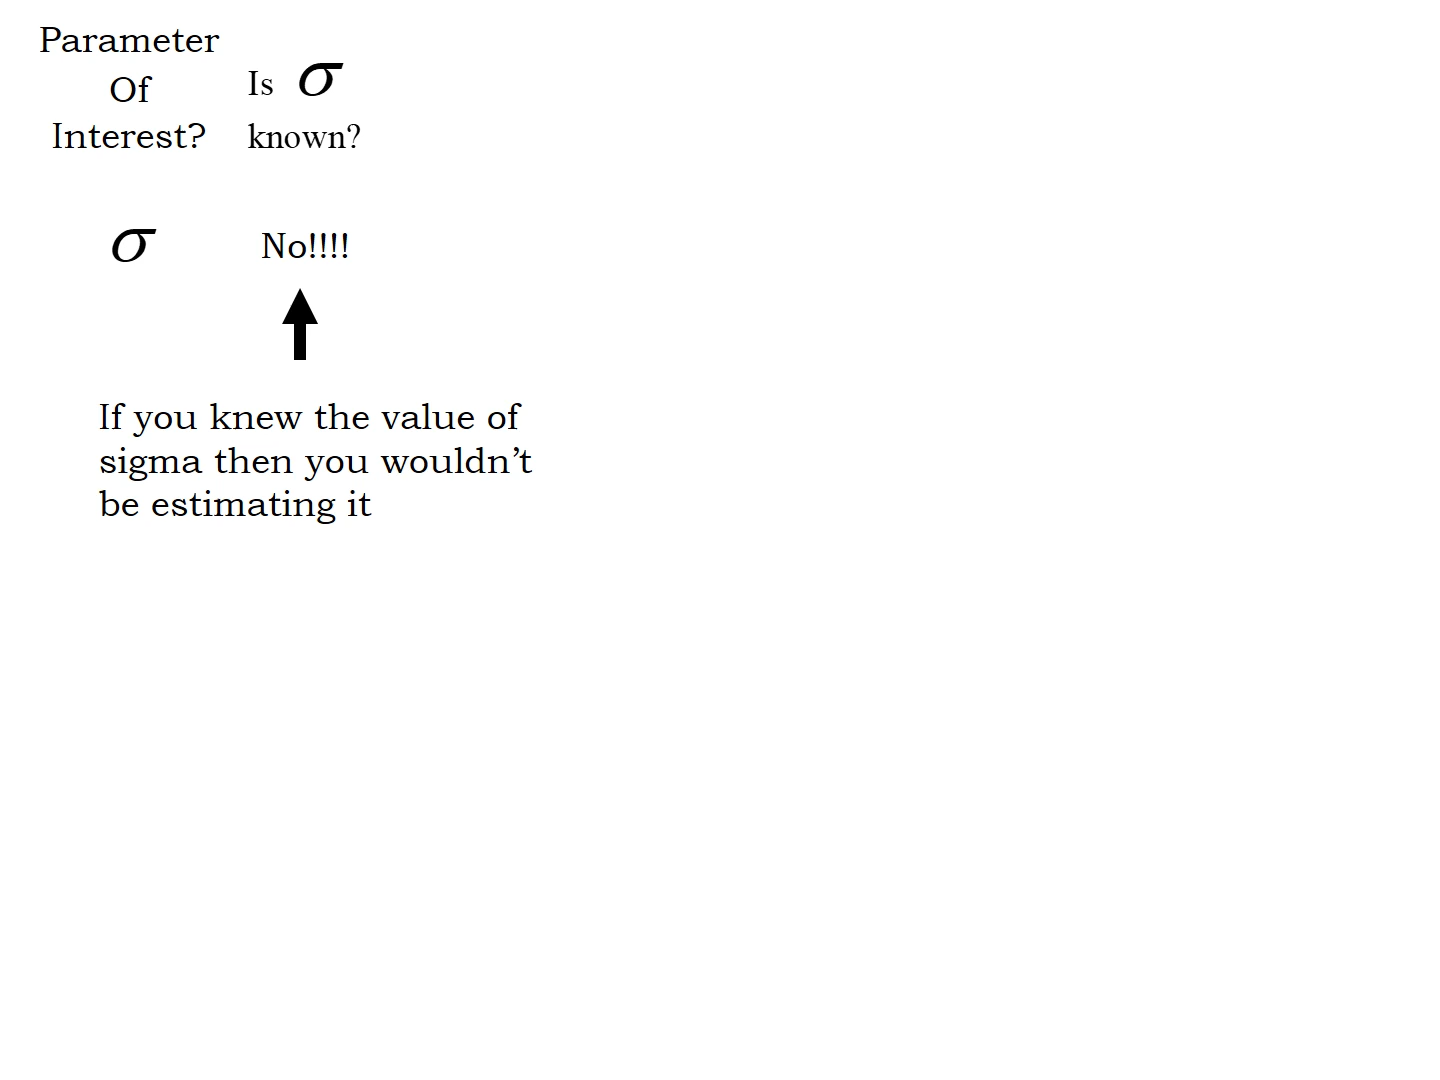 Parameter
Of
Interest?
Is σ
known?
σ
No!!!!
If you knew the value of
sigma then you wouldn’t
be estimating it